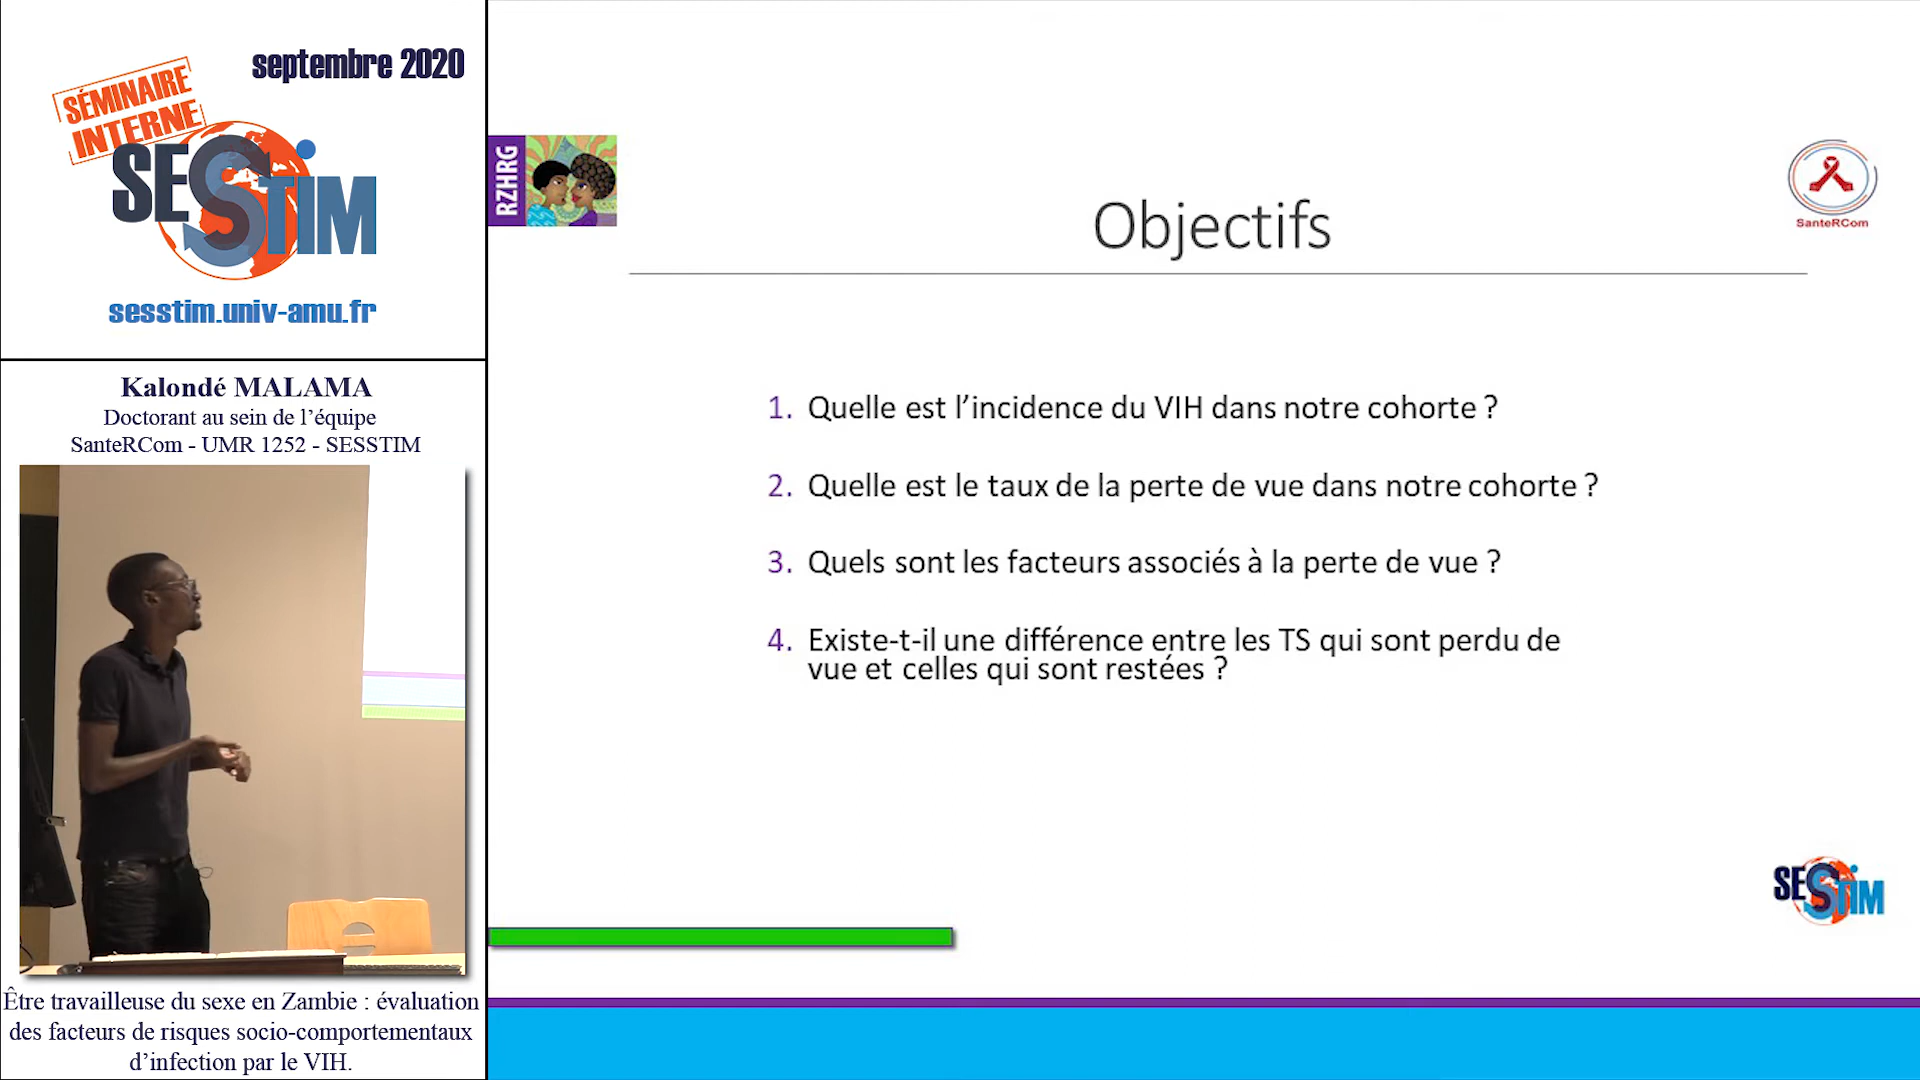 septembre 2020
SÉMINAIRE
INTERNE
SESSTIM
sesstim.univ-amu.fr
Kalondé MALAMA
Doctorant au sein de l’équipe
SanteRCom - UMR 1252 - SESSTIM
Être travailleuse du sexe en Zambie : évaluation
des facteurs de risques socio-comportementaux
d’infection par le VIH.
RZHRG
Objectifs
SanteRCom
1. Quelle est l’incidence du VIH dans notre cohorte ?
2. Quelle est le taux de la perte de vue dans notre cohorte ?
3. Quels sont les facteurs associés à la perte de vue ?
4. Existe-t-il une différence entre les TS qui sont perdu de
vue et celles qui sont restées ?
SESSTIM